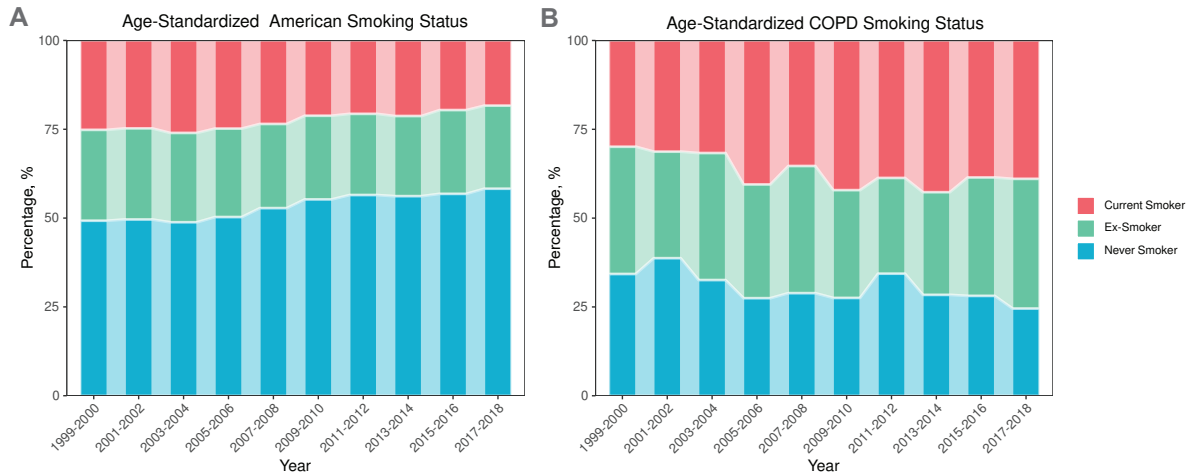 A
Age-Standardized American Smoking Status
100
75
50
25
0
Percentage, %
1999-2000
2001-2002
2003-2004
2005-2006
2007-2008
2009-2010
2011-2012
2013-2014
2015-2016
2017-2018
Year
B
Age-Standardized COPD Smoking Status
100
75
50
25
0
Percentage, %
1999-2000
2001-2002
2003-2004
2005-2006
2007-2008
2009-2010
2011-2012
2013-2014
2015-2016
2017-2018
Year
Current Smoker
Ex-Smoker
Never Smoker